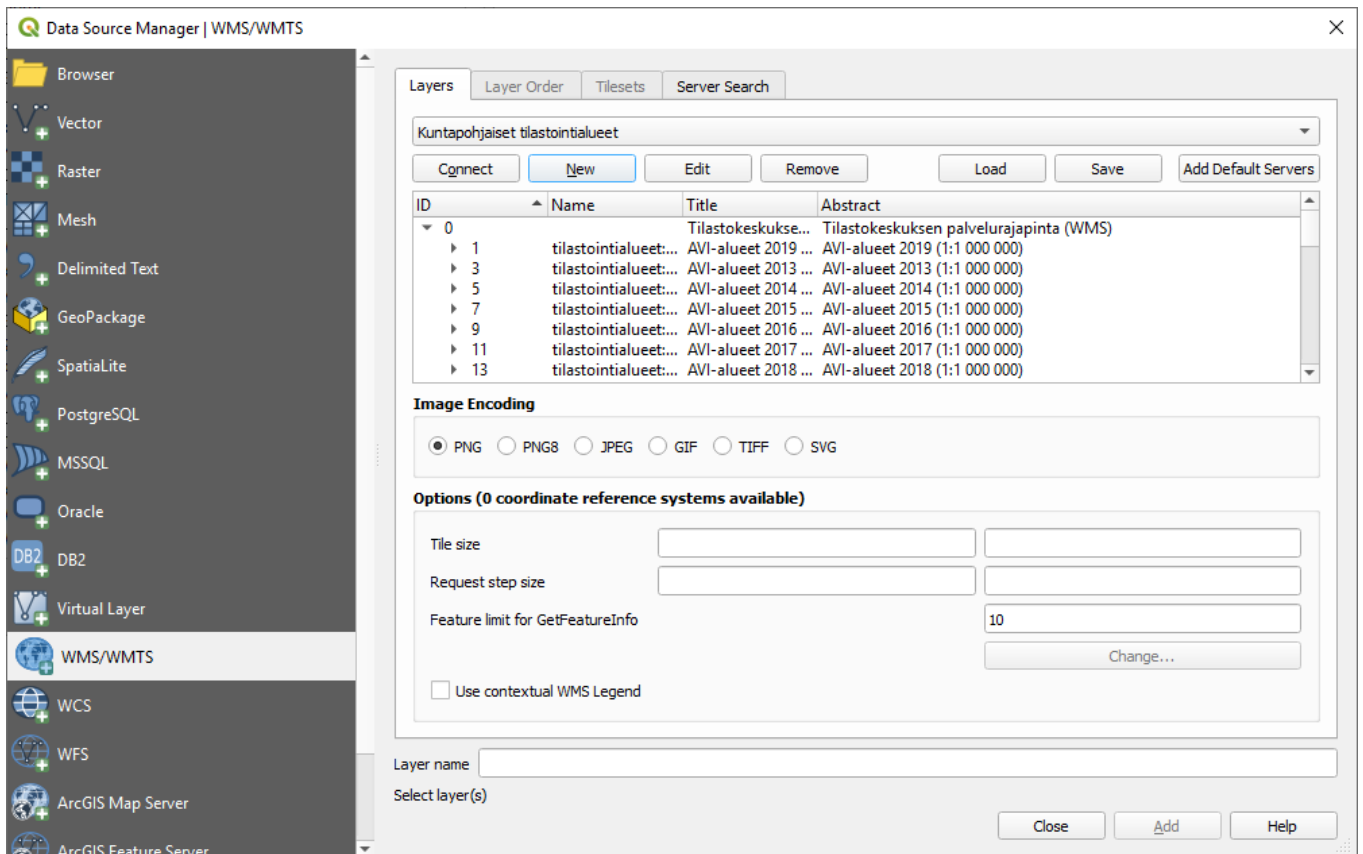 Data Source Manager | WMS/WMTS
Browser
Vector
Raster
Mesh
Delimited Text
GeoPackage
SpatiaLite
PostgreSQL
MSSQL
Oracle
DB2
DB2
Virtual Layer
WMS/WMTS
WCS
WFS
ArcGIS Map Server
ArcGIS Feature Server
Layers Layer Order Tilesets Server Search
Kuntapohjaiset tilastointialueet
Connect New Edit Remove Load Save Add Default Servers
ID Name Title Abstract
0 Tilastokeskukse... Tilastokeskuksen palvelurajapinta (WMS)
1 tilastointialueet:... AVI-alueet 2019 ... AVI-alueet 2019 (1:1 000 000)
3 tilastointialueet:... AVI-alueet 2013 ... AVI-alueet 2013 (1:1 000 000)
5 tilastointialueet:... AVI-alueet 2014 ... AVI-alueet 2014 (1:1 000 000)
7 tilastointialueet:... AVI-alueet 2015 ... AVI-alueet 2015 (1:1 000 000)
9 tilastointialueet:... AVI-alueet 2016 ... AVI-alueet 2016 (1:1 000 000)
11 tilastointialueet:... AVI-alueet 2017 ... AVI-alueet 2017 (1:1 000 000)
13 tilastointialueet:... AVI-alueet 2018 ... AVI-alueet 2018 (1:1 000 000)
Image Encoding
PNG PNG8 JPEG GIF TIFF SVG
Options (0 coordinate reference systems available)
Tile size
Request step size
Feature limit for GetFeatureInfo 10
Change...
Use contextual WMS Legend
Layer name
Select layer(s)
Close Add Help